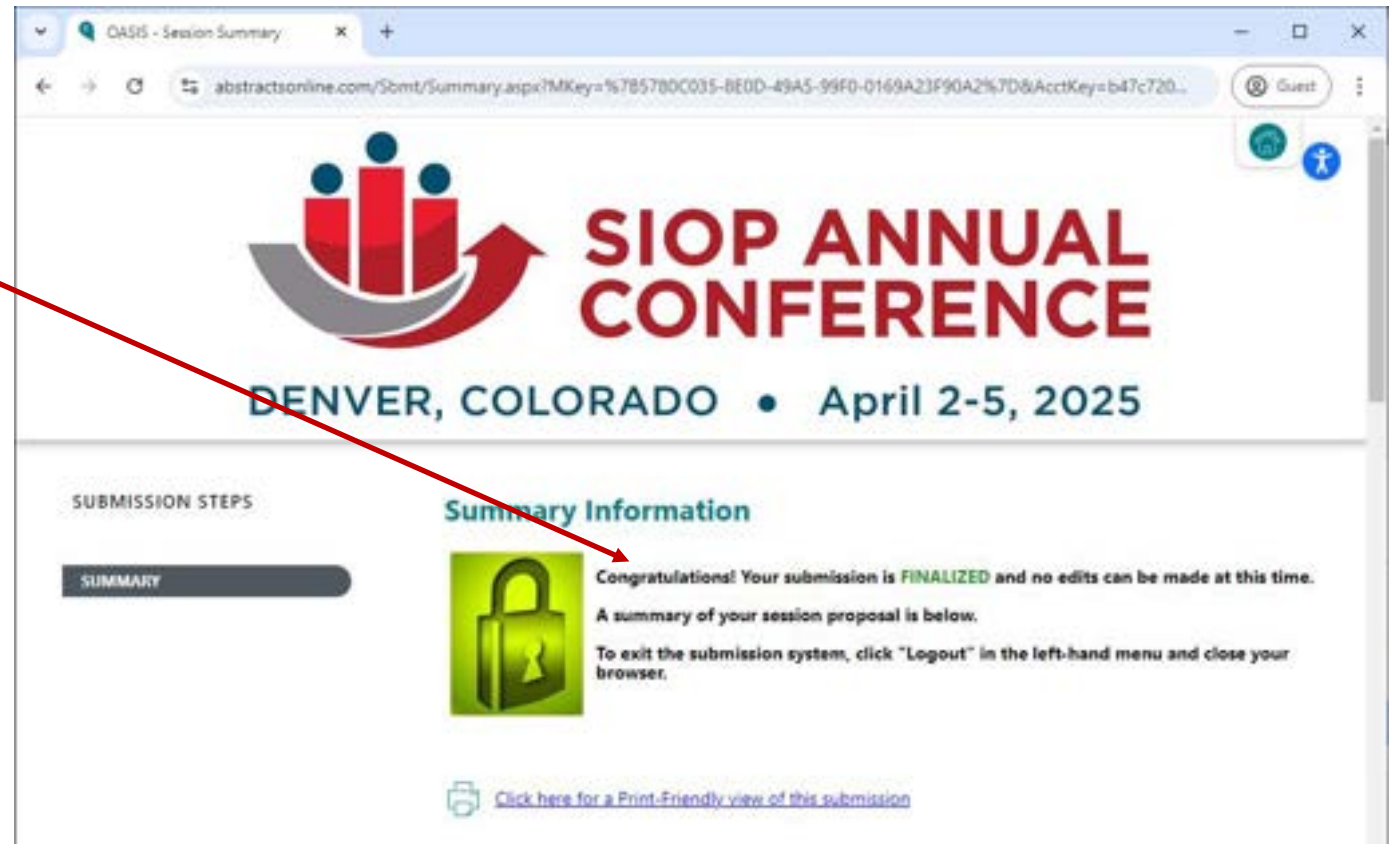 OASIS - Session Summary
abstractsonline.com/Sbmt/Summary.aspx?MKey=%7B5780C035-8E0D-49A5-99F0-0169A23F90A2%7D&AcctKey=b47c720...
Guest
SIOP ANNUAL
CONFERENCE
DENVER, COLORADO • April 2-5, 2025
SUBMISSION STEPS
SUMMARY
Summary Information
Congratulations! Your submission is FINALIZED and no edits can be made at this time.
A summary of your session proposal is below.
To exit the submission system, click "Logout" in the left-hand menu and close your
browser.
Click here for a Print-Friendly view of this submission